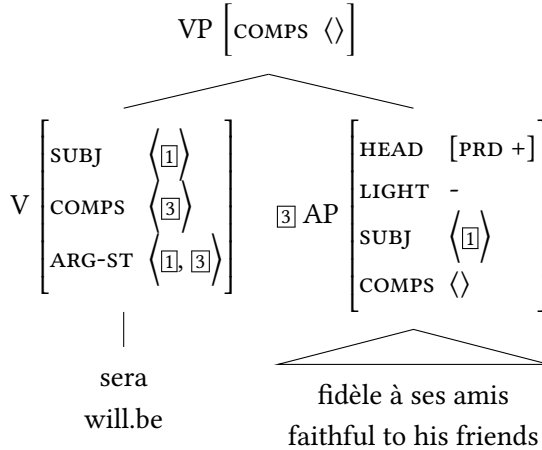 VP [COMPS ⟨⟩]
V [SUBJ ⟨1⟩
COMPS ⟨3⟩
ARG-ST ⟨1, 3⟩]
3 AP [HEAD [PRD +]
LIGHT -
SUBJ ⟨1⟩
COMPS ⟨⟩]
sera
will.be
fidèle à ses amis
faithful to his friends